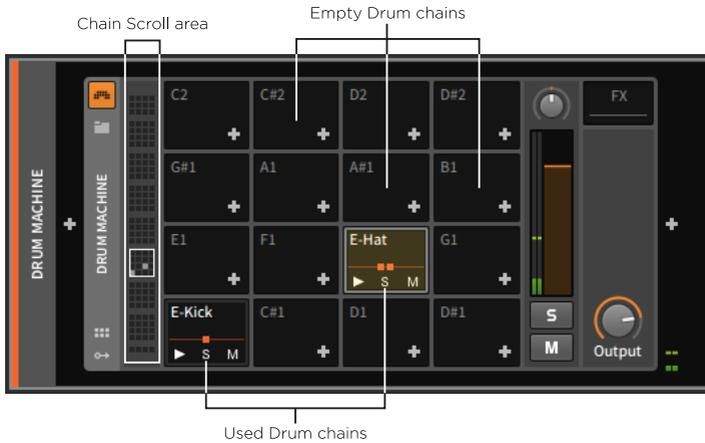 Empty Drum chains
Chain Scroll area
DRUM MACHINE
DRUM MACHINE
C2 C#2 D2 D#2 FX
G#1 A1 A#1 B1
E1 F1 E-Hat G1
S M
E-Kick C#1 D1 D#1
S M
S
M
Output
Used Drum chains